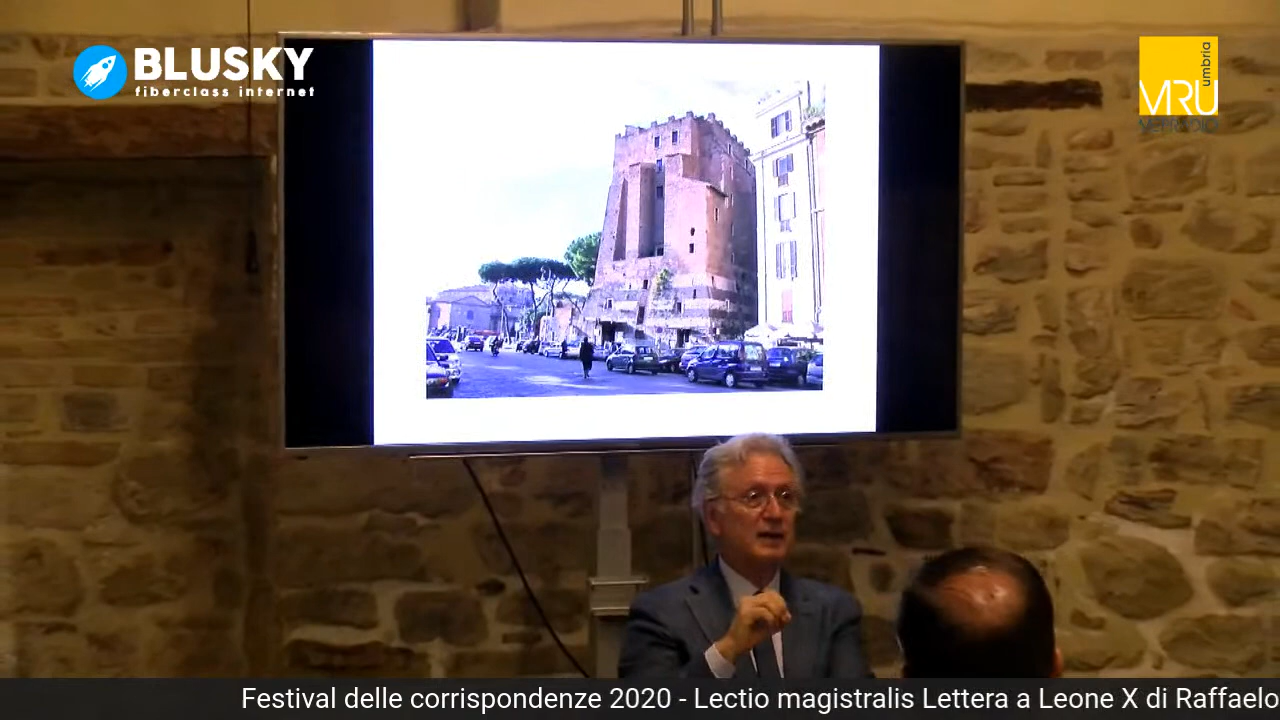 BLUSKY
fiberclass internet
umbria
MRU
Festival delle corrispondenze 2020 - Lectio magistralis Lettera a Leone X di Raffaelo